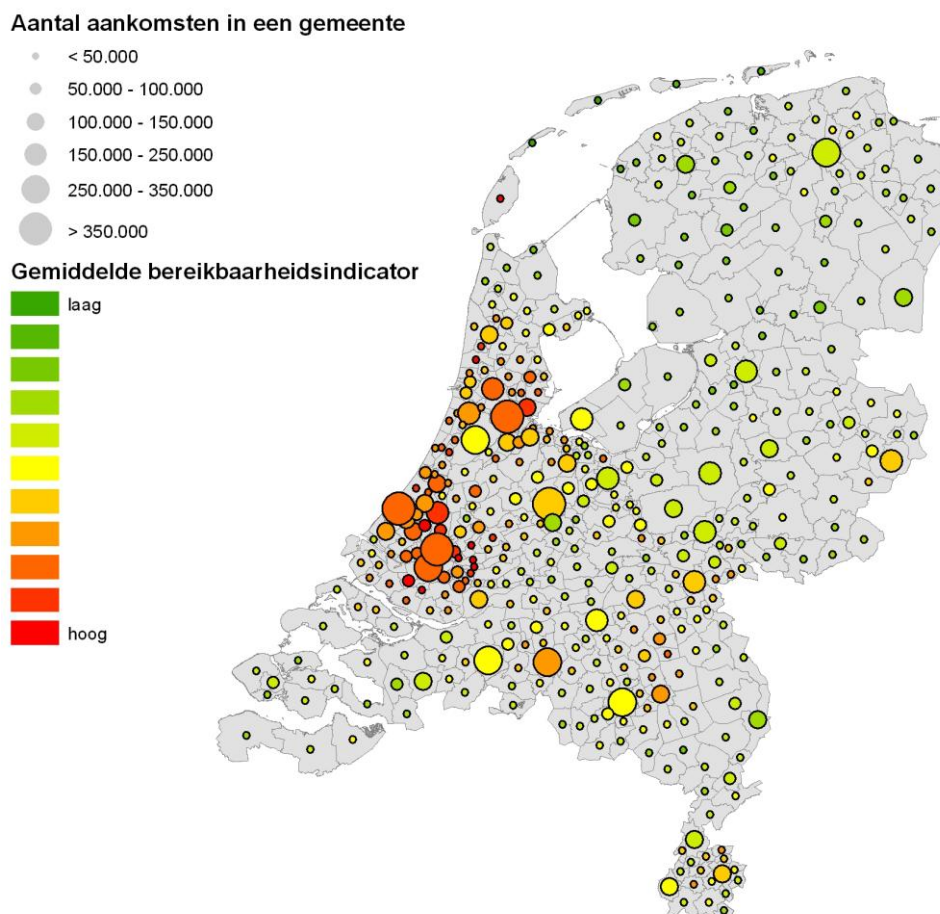 Aantal aankomsten in een gemeente
< 50.000
50.000 - 100.000
100.000 - 150.000
150.000 - 250.000
250.000 - 350.000
> 350.000
Gemiddelde bereikbaarheidsindicator
laag
hoog